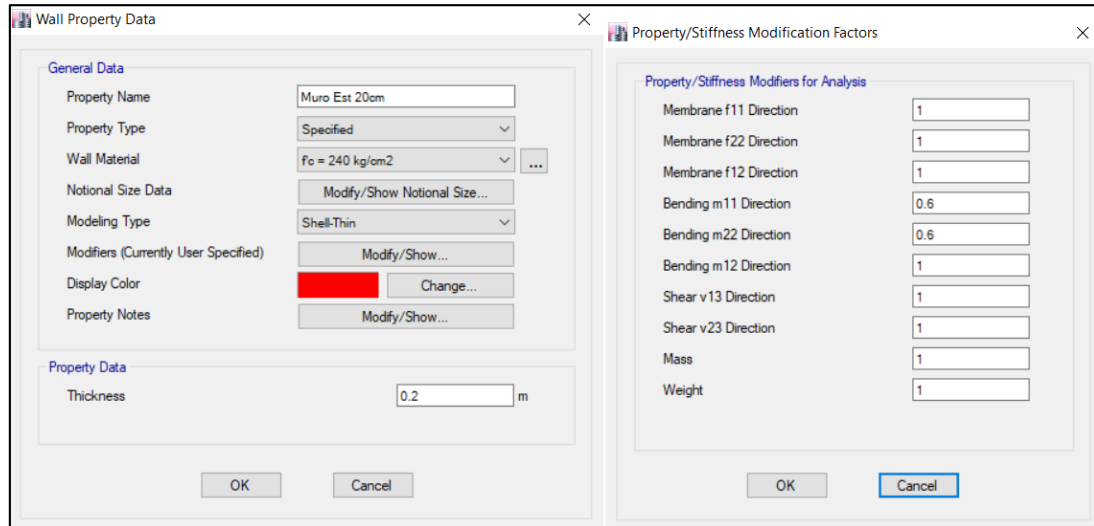 Wall Property Data
General Data
Property Name Muro Est 20cm
Property Type Specified
Wall Material f'c = 240 kg/cm2 ...
Notional Size Data Modify/Show Notional Size...
Modeling Type Shell-Thin
Modifiers (Currently User Specified) Modify/Show...
Display Color Change...
Property Notes Modify/Show...
Property Data
Thickness 0.2 m
OK Cancel
Property/Stiffness Modification Factors
Property/Stiffness Modifiers for Analysis
Membrane f11 Direction 1
Membrane f22 Direction 1
Membrane f12 Direction 1
Bending m11 Direction 0.6
Bending m22 Direction 0.6
Bending m12 Direction 1
Shear v13 Direction 1
Shear v23 Direction 1
Mass 1
Weight 1
OK Cancel